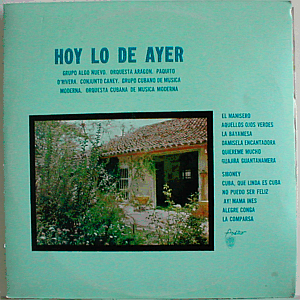 HOY LO DE AYER
GRUPO ALGO NUEVO, ORQUESTA ARAGON, PAQUITO
D'RIVERA, CONJUNTO CANEY, GRUPO CUBANO DE MUSICA
MODERNA, ORQUESTA CUBANA DE MUSICA MODERNA
EL MANISERO
AQUELLOS OJOS VERDES
LA BAYAMESA
DAMISELA ENCANTADORA
QUIEREME MUCHO
GUAJIRA GUANTANAMERA
SIBONEY
CUBA, QUE LINDA ES CUBA
NO PUEDO SER FELIZ
AY! MAMA INES
ALEGRE CONGA
LA COMPARSA
Areito